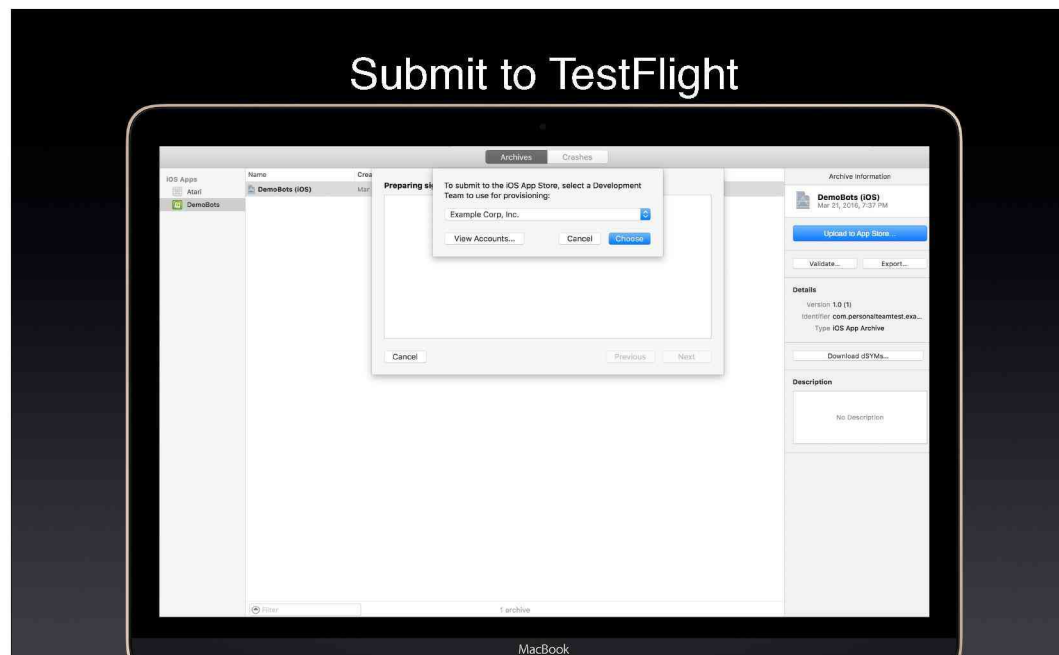 Submit to TestFlight
Archives Crashes
iOS Apps
Atari
DemoBots
Name Crea
DemoBots (iOS) Mar
Preparing
To submit to the iOS App Store, select a Development
Team to use for provisioning:
Example Corp, Inc.
View Accounts... Cancel Choose
Cancel Previous Next
Archive Information
DemoBots (iOS)
Mar 21, 2016, 7:37 PM
Upload to App Store...
Validate... Export...
Details
Version 1.0 (1)
Identifier com.personalteamtest.exa...
Type iOS App Archive
Download dSYMs...
Description
No Description
Filter
1 archive
MacBook